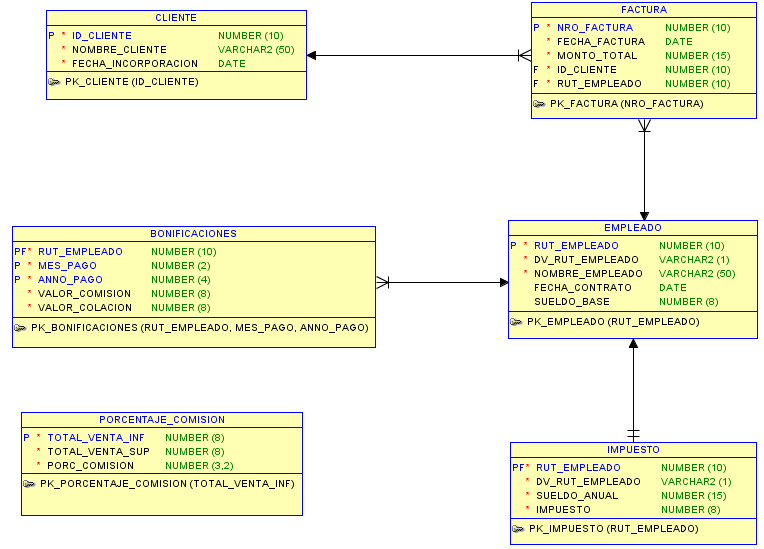 CLIENTE
P * ID_CLIENTE NUMBER (10)
* NOMBRE_CLIENTE VARCHAR2 (50)
* FECHA_INCORPORACION DATE
PK_CLIENTE (ID_CLIENTE)
FACTURA
P * NRO_FACTURA NUMBER (10)
* FECHA_FACTURA DATE
* MONTO_TOTAL NUMBER (15)
F * ID_CLIENTE NUMBER (10)
F * RUT_EMPLEADO NUMBER (10)
PK_FACTURA (NRO_FACTURA)
BONIFICACIONES
PF* RUT_EMPLEADO NUMBER (10)
P * MES_PAGO NUMBER (2)
P * ANNO_PAGO NUMBER (4)
* VALOR_COMISION NUMBER (8)
* VALOR_COLACION NUMBER (8)
PK_BONIFICACIONES (RUT_EMPLEADO, MES_PAGO, ANNO_PAGO)
EMPLEADO
P * RUT_EMPLEADO NUMBER (10)
* DV_RUT_EMPLEADO VARCHAR2 (1)
* NOMBRE_EMPLEADO VARCHAR2 (50)
FECHA_CONTRATO DATE
SUELDO_BASE NUMBER (8)
PK_EMPLEADO (RUT_EMPLEADO)
PORCENTAJE_COMISION
P * TOTAL_VENTA_INF NUMBER (8)
* TOTAL_VENTA_SUP NUMBER (8)
* PORC_COMISION NUMBER (3,2)
PK_PORCENTAJE_COMISION (TOTAL_VENTA_INF)
IMPUESTO
PF* RUT_EMPLEADO NUMBER (10)
* DV_RUT_EMPLEADO VARCHAR2 (1)
* SUELDO_ANUAL NUMBER (15)
* IMPUESTO NUMBER (8)
PK_IMPUESTO (RUT_EMPLEADO)